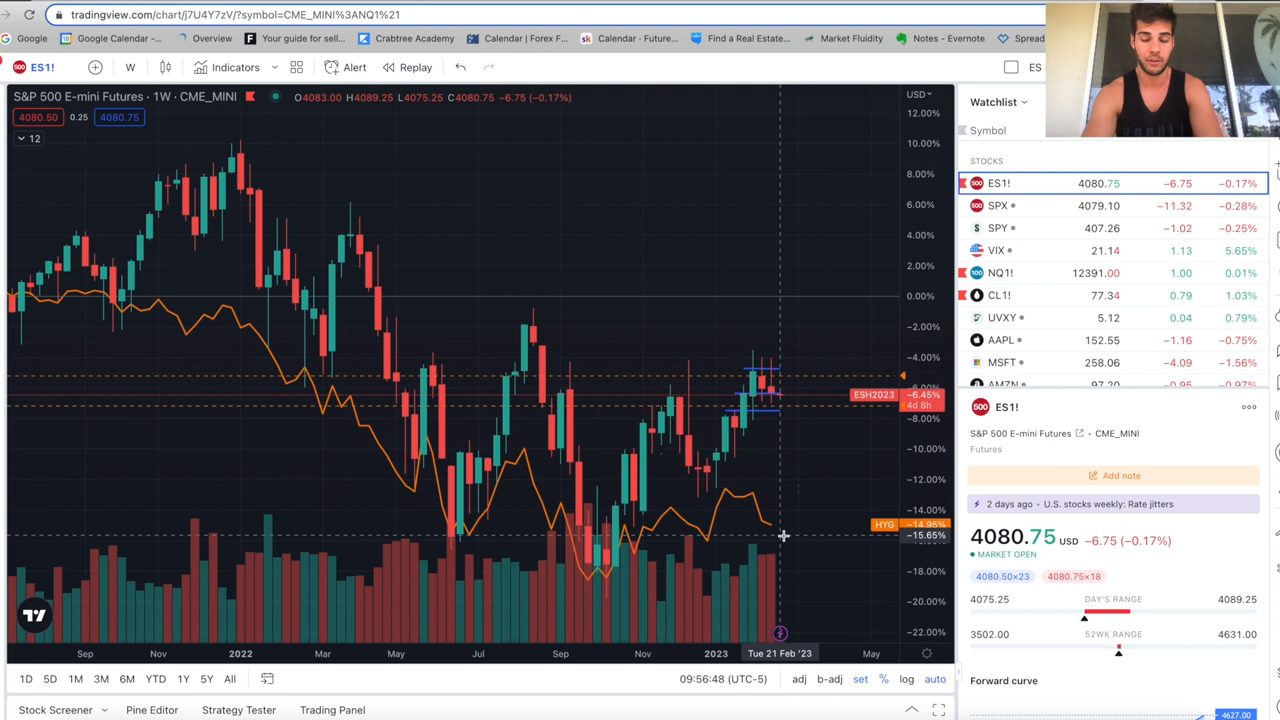 tradingview.com/chart/j7U4Y7zV/?symbol=CME_MINI%3ANQ1%21
Google
Google Calendar -...
Overview
Your guide for sell...
Crabtree Academy
Calendar | Forex F...
Calendar · Future...
Find a Real Estate...
Market Fluidity
Notes - Evernote
Spread
ES1!
W
Indicators
Alert
Replay
ES
S&P 500 E-mini Futures · 1W · CME_MINI
O4083.00 H4089.25 L4075.25 C4080.75 −6.75 (−0.17%)
4080.50
0.25
4080.75
12
USD
12.00%
10.00%
8.00%
6.00%
4.00%
2.00%
0.00%
−2.00%
−4.00%
−6.00%
ESH2023
−6.45%
4d 8h
−8.00%
−10.00%
−12.00%
−14.00%
HYG
−14.95%
−15.65%
−18.00%
−20.00%
−22.00%
Sep
Nov
2022
Mar
May
Jul
Sep
Nov
2023
Tue 21 Feb '23
May
1D
5D
1M
3M
6M
YTD
1Y
5Y
All
09:56:48 (UTC-5)
adj
b-adj
set
%
log
auto
Stock Screener
Pine Editor
Strategy Tester
Trading Panel
Watchlist
Symbol
STOCKS
ES1! 4080.75 −6.75 −0.17%
SPX 4079.10 −11.32 −0.28%
SPY 407.26 −1.02 −0.25%
VIX 21.14 1.13 5.65%
NQ1! 12391.00 1.00 0.01%
CL1! 77.34 0.79 1.03%
UVXY 5.12 0.04 0.79%
AAPL 152.55 −1.16 −0.75%
MSFT 258.06 −4.09 −1.56%
AMZN 97.20 −0.95 −0.97%
500 ES1!
S&P 500 E-mini Futures · CME_MINI
Futures
Add note
2 days ago · U.S. stocks weekly: Rate jitters
4080.75 USD −6.75 (−0.17%)
MARKET OPEN
4080.50×23
4080.75×18
4075.25 DAY'S RANGE 4089.25
3502.00 52WK RANGE 4631.00
Forward curve
4627.00